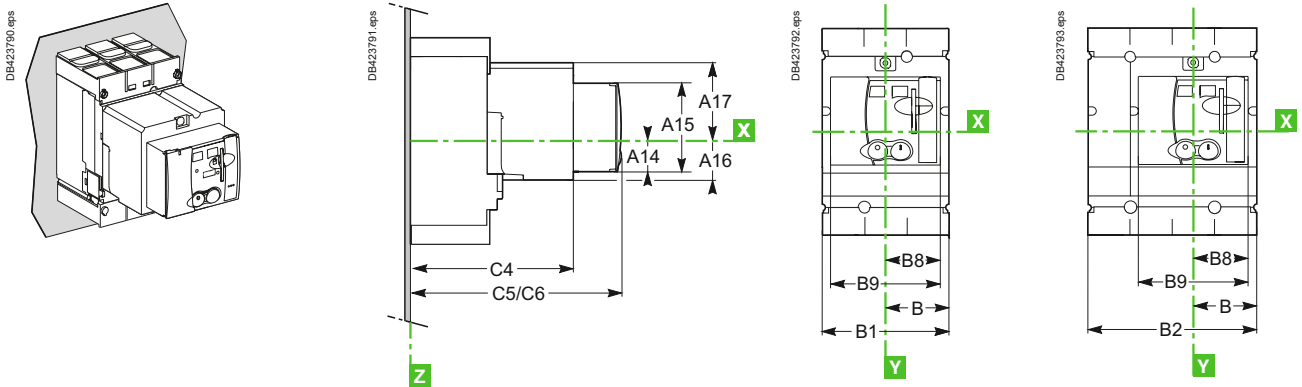 DB423790.eps
DB423791.eps
A17
A15
X
A14
A16
C4
C5/C6
Z
DB423792.eps
X
B8
B9
B
B1
Y
DB423793.eps
X
B8
B9
B
B2
Y